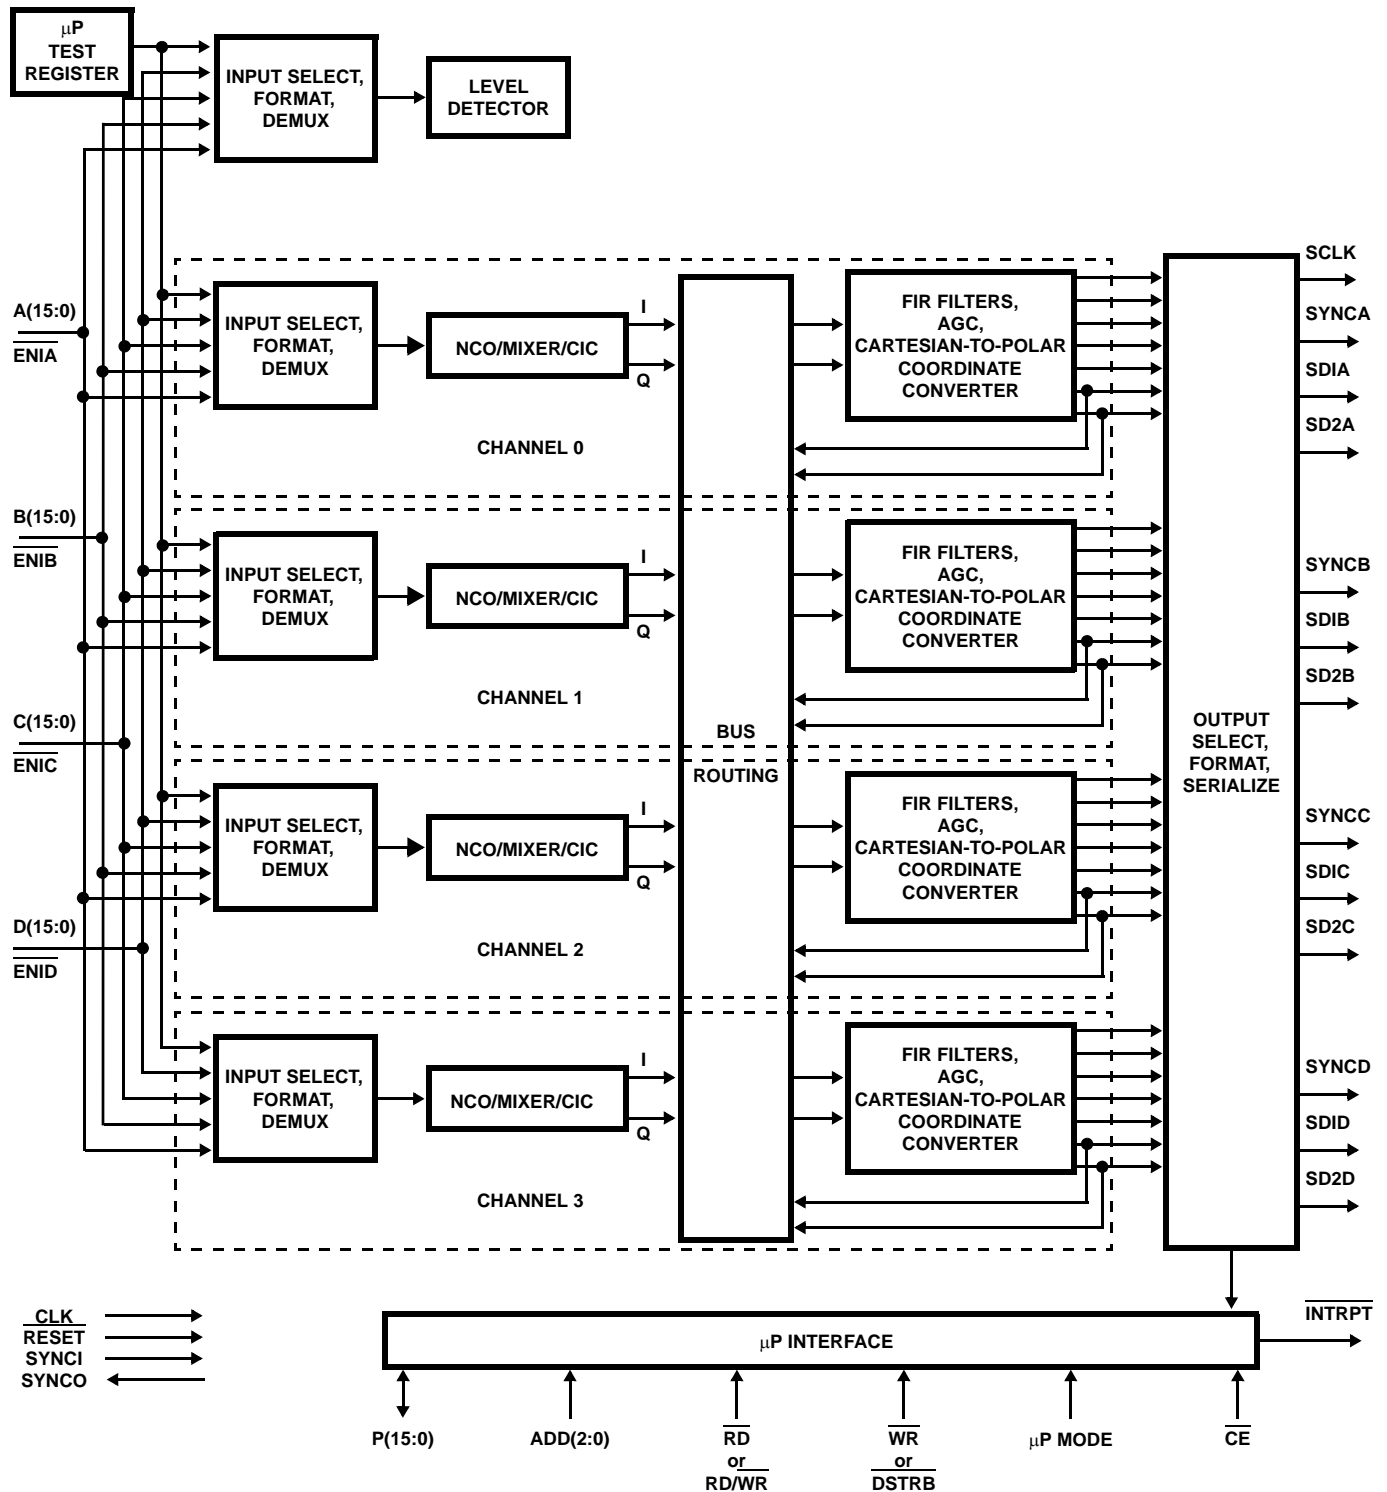 μP
TEST
REGISTER
INPUT SELECT,
FORMAT,
DEMUX
LEVEL
DETECTOR
A(15:0)
ENIA
INPUT SELECT,
FORMAT,
DEMUX
NCO/MIXER/CIC
I
Q
CHANNEL 0
FIR FILTERS,
AGC,
CARTESIAN-TO-POLAR
COORDINATE
CONVERTER
SCLK
SYNCA
SDIA
SD2A
B(15:0)
ENIB
INPUT SELECT,
FORMAT,
DEMUX
NCO/MIXER/CIC
I
Q
CHANNEL 1
FIR FILTERS,
AGC,
CARTESIAN-TO-POLAR
COORDINATE
CONVERTER
SYNCB
SDIB
SD2B
BUS
ROUTING
OUTPUT
SELECT,
FORMAT,
SERIALIZE
C(15:0)
ENIC
INPUT SELECT,
FORMAT,
DEMUX
NCO/MIXER/CIC
I
Q
CHANNEL 2
FIR FILTERS,
AGC,
CARTESIAN-TO-POLAR
COORDINATE
CONVERTER
SYNCC
SDIC
SD2C
D(15:0)
ENID
INPUT SELECT,
FORMAT,
DEMUX
NCO/MIXER/CIC
I
Q
CHANNEL 3
FIR FILTERS,
AGC,
CARTESIAN-TO-POLAR
COORDINATE
CONVERTER
SYNCD
SDID
SD2D
CLK
RESET
SYNCI
SYNCO
μP INTERFACE
INTRPT
P(15:0)
ADD(2:0)
RD
or
RD/WR
WR
or
DSTRB
μP MODE
CE